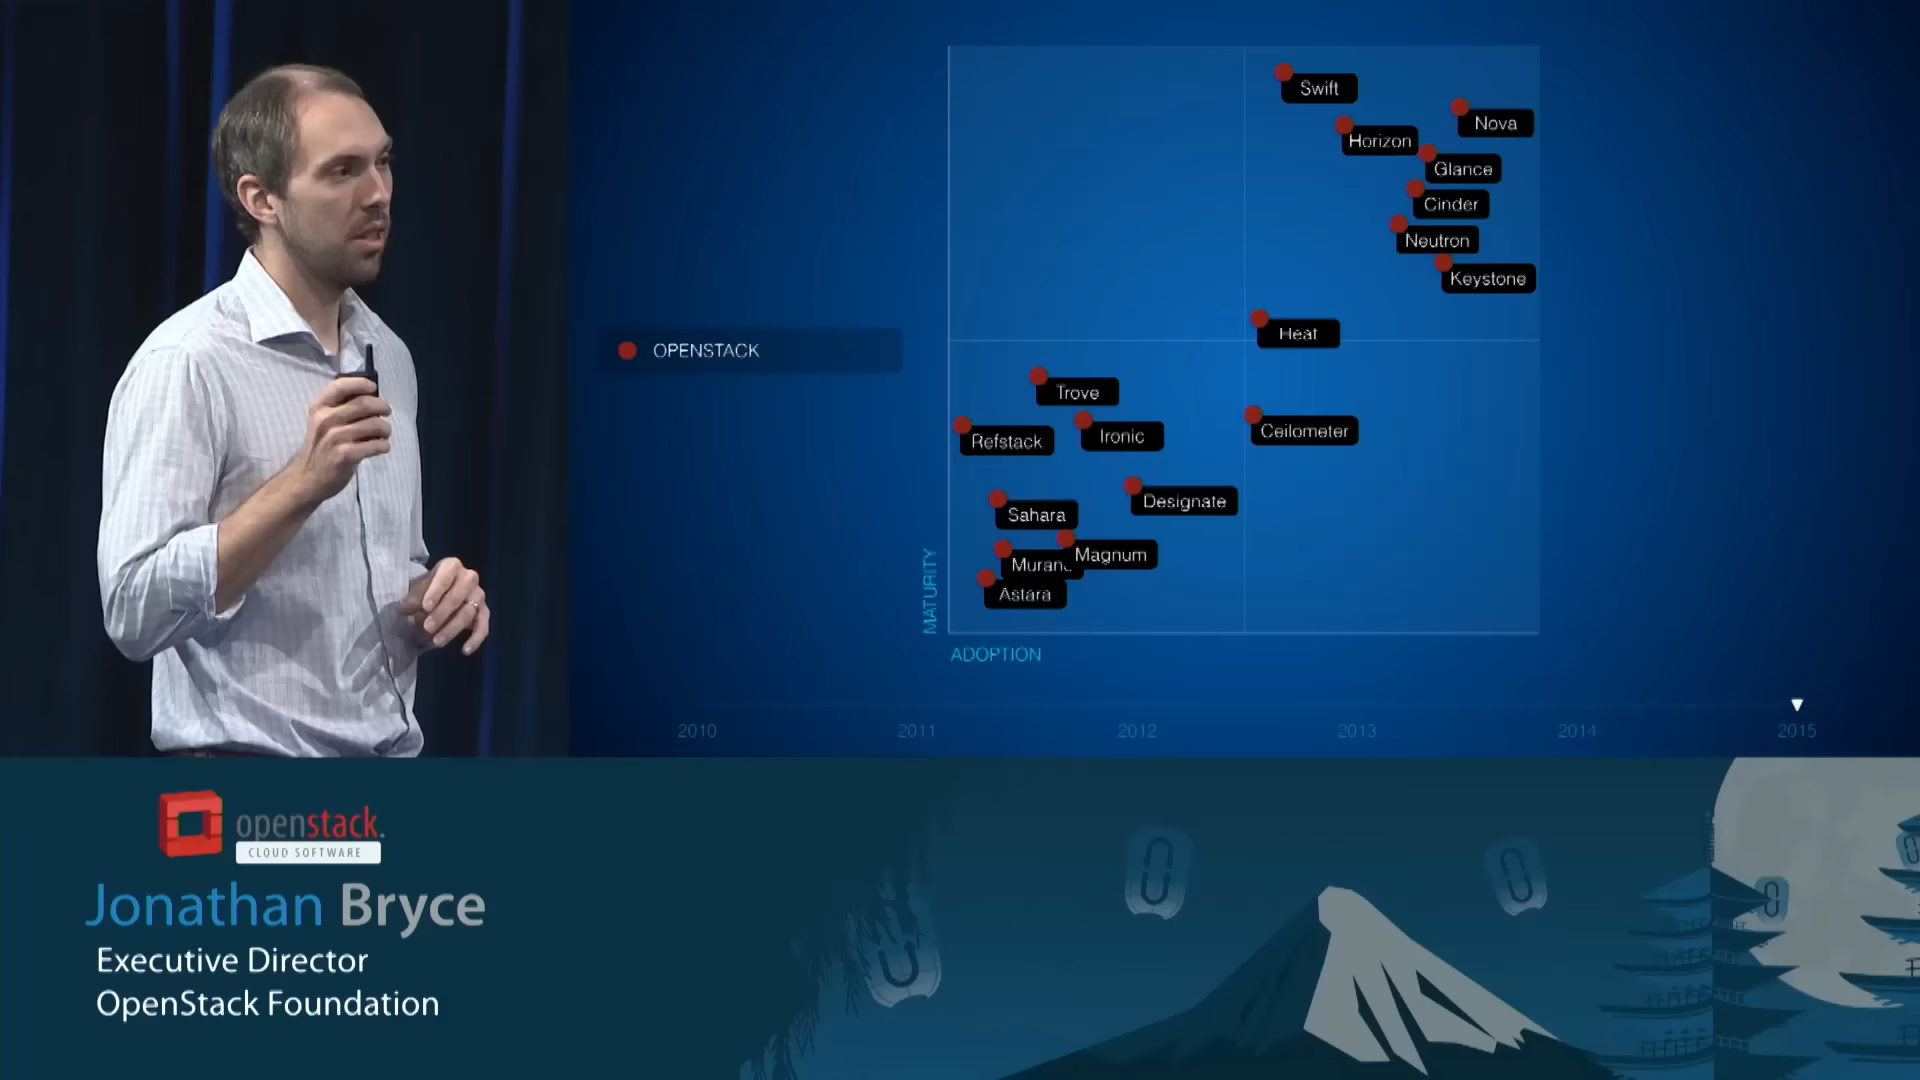 Swift
Nova
Horizon
Glance
Cinder
Neutron
Keystone
Heat
OPENSTACK
Trove
Ironic
Ceilometer
Refstack
Designate
Sahara
Magnum
Astara
MATURITY
ADOPTION
2010 2011 2012 2013 2014 2015
openstack.
CLOUD SOFTWARE
Jonathan Bryce
Executive Director
OpenStack Foundation